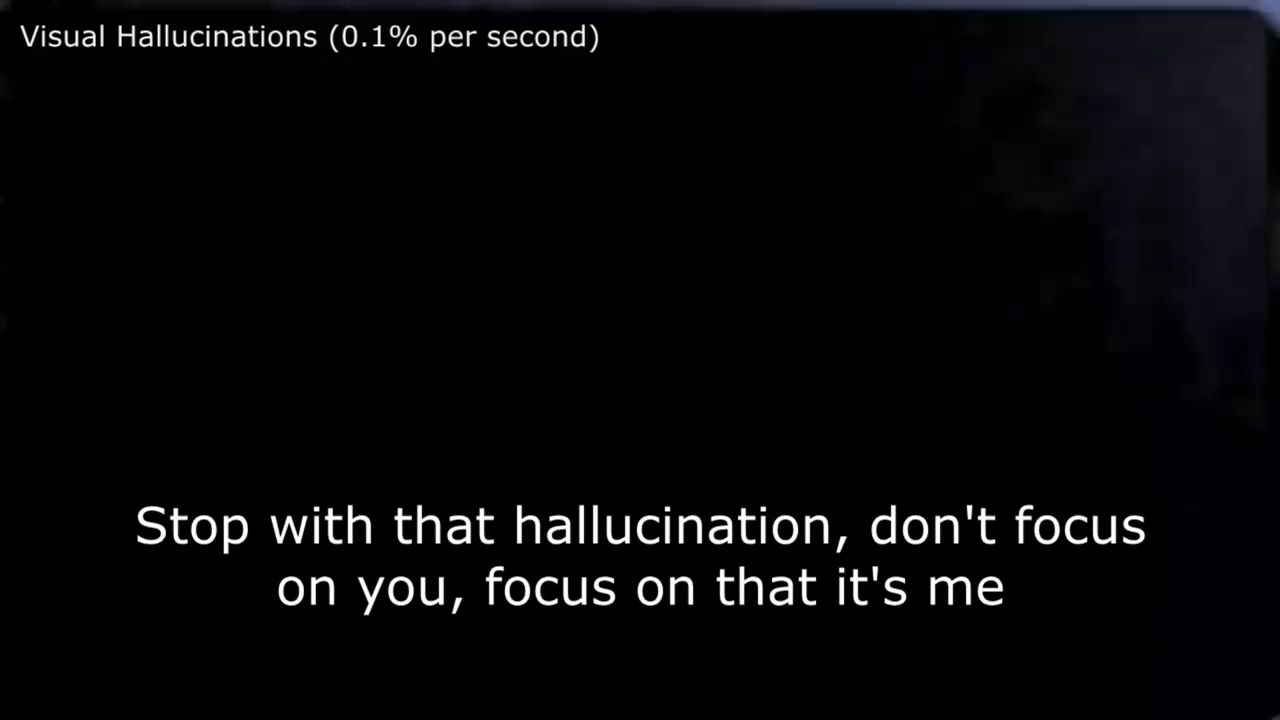 Visual Hallucinations (0.1% per second)
Stop with that hallucination, don't focus
on you, focus on that it's me